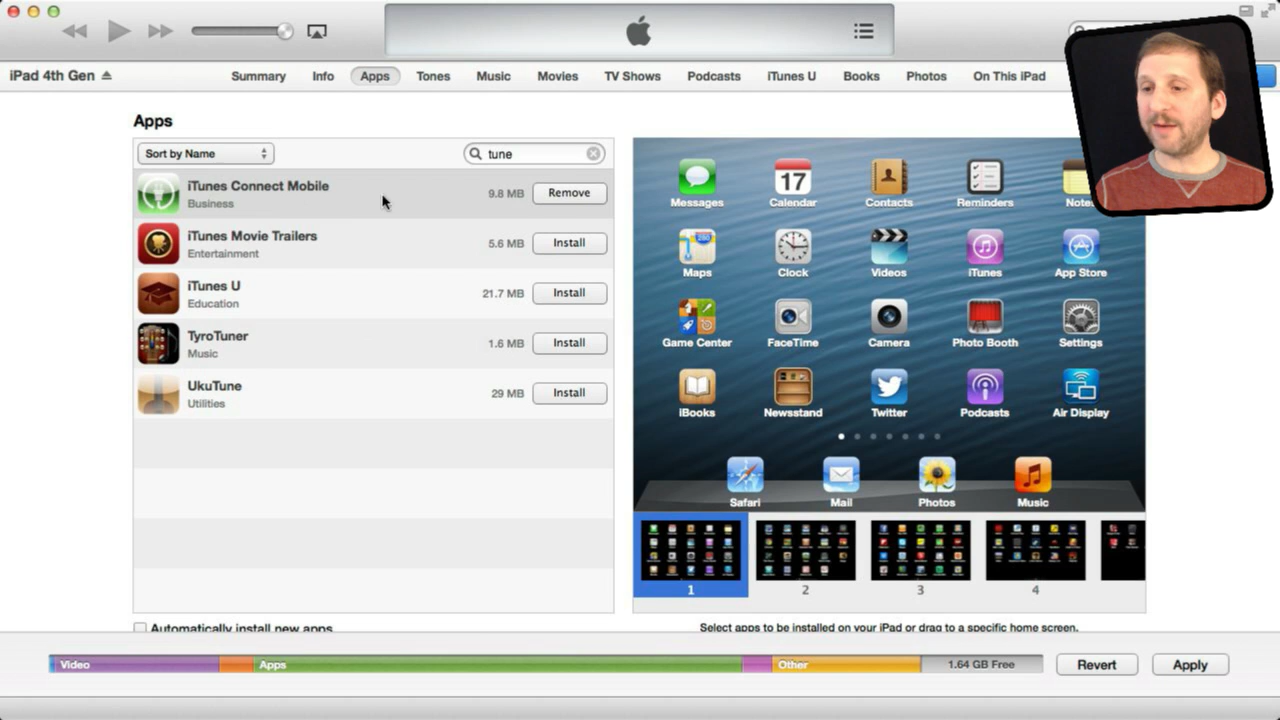 iPad 4th Gen
Summary Info Apps Tones Music Movies TV Shows Podcasts iTunes U Books Photos On This iPad
Apps
Sort by Name
tune
iTunes Connect Mobile
Business
9.8 MB
Remove
iTunes Movie Trailers
Entertainment
5.6 MB
Install
iTunes U
Education
21.7 MB
Install
TyroTuner
Music
1.6 MB
Install
UkuTune
Utilities
29 MB
Install
17
Messages Calendar Contacts Reminders Notes
280
Maps Clock Videos iTunes App Store
Game Center FaceTime Camera Photo Booth Settings
iBooks Newsstand Twitter Podcasts Air Display
Safari Mail Photos Music
1 2 3 4
Automatically install new apps
Select apps to be installed on your iPad or drag to a specific home screen.
Video Apps Other 1.64 GB Free
Revert Apply